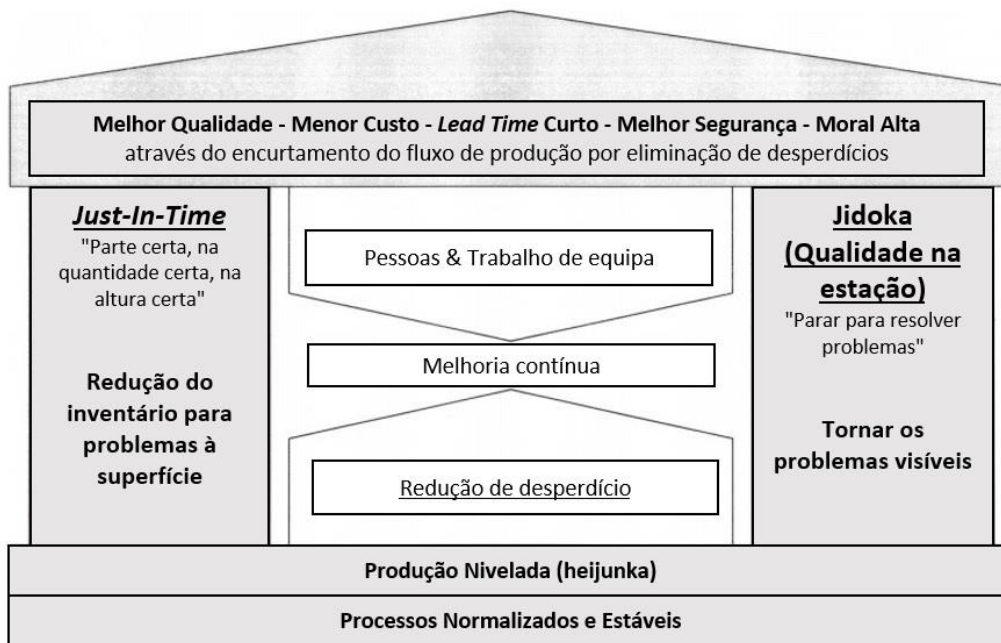 Melhor Qualidade - Menor Custo - Lead Time Curto - Melhor Segurança - Moral Alta
através do encurtamento do fluxo de produção por eliminação de desperdícios
Just-In-Time
"Parte certa, na
quantidade certa, na
altura certa"
Redução do
inventário para
problemas à
superfície
Pessoas & Trabalho de equipa
Melhoria contínua
Redução de desperdício
Jidoka
(Qualidade na
estação)
"Parar para resolver
problemas"
Tornar os
problemas visíveis
Produção Nivelada (heijunka)
Processos Normalizados e Estáveis